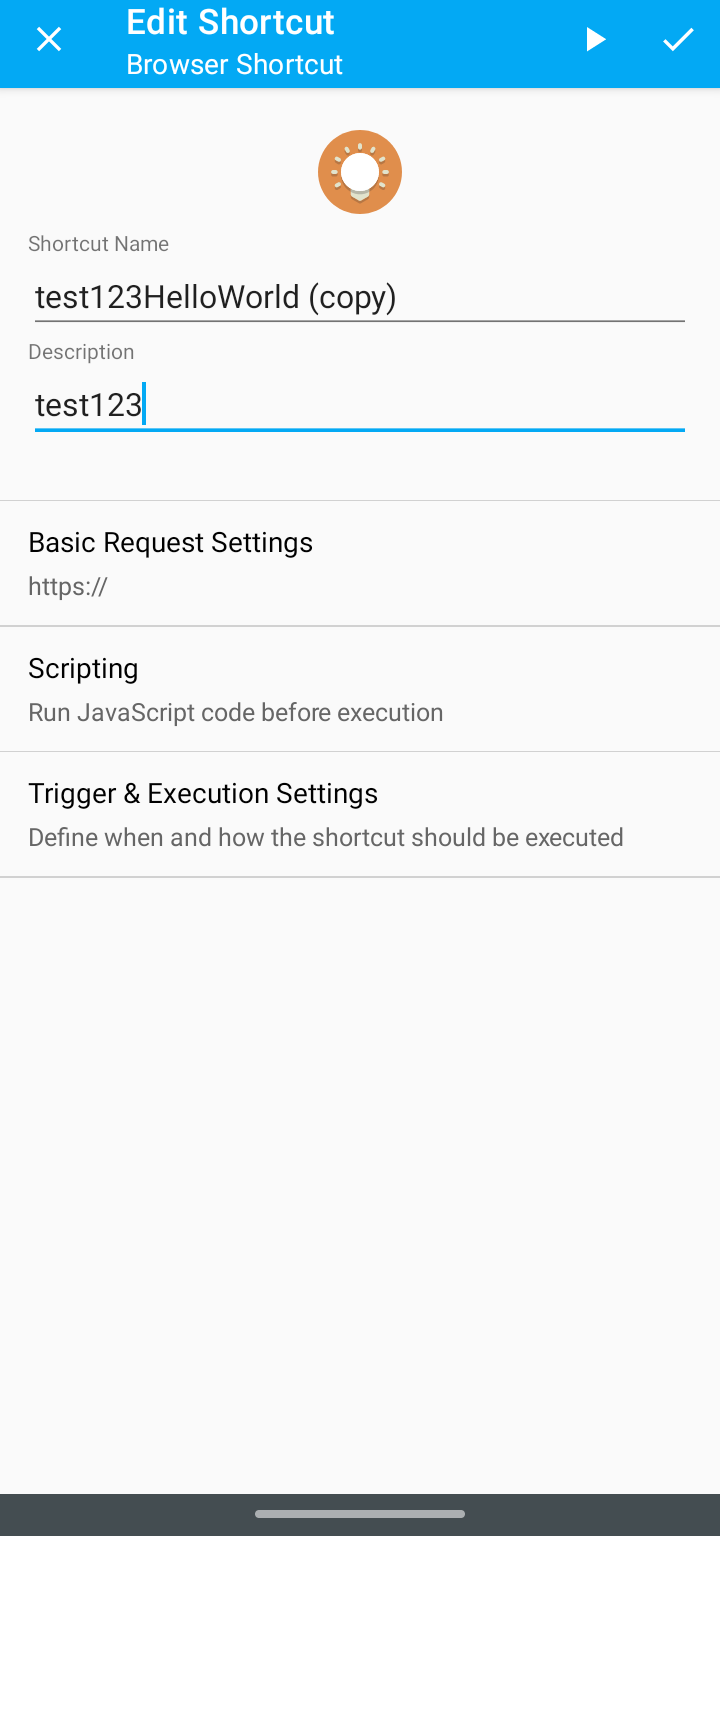 Edit Shortcut
Browser Shortcut
Shortcut Name
test123HelloWorld (copy)
Description
test123
Basic Request Settings
https://
Scripting
Run JavaScript code before execution
Trigger & Execution Settings
Define when and how the shortcut should be executed